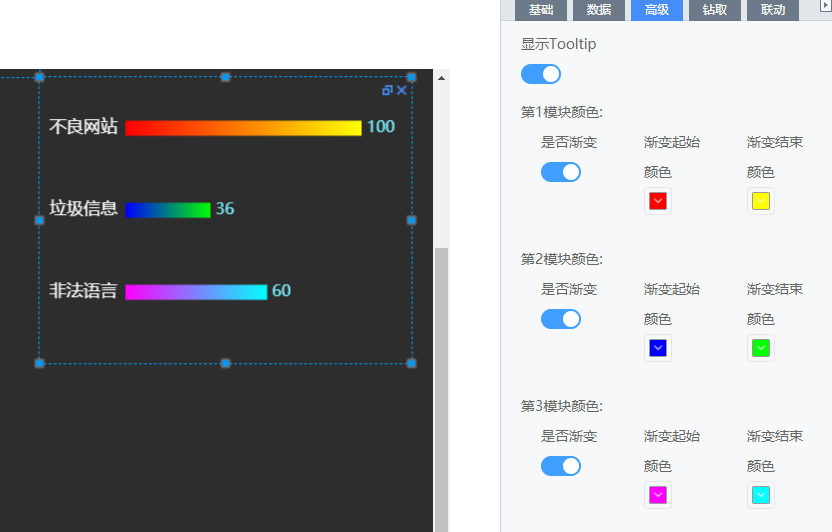 不良网站 100
垃圾信息 36
非法语言 60
基础 数据 高级 钻取 联动
显示Tooltip
第1模块颜色:
是否渐变 渐变起始 渐变结束
颜色 颜色
第2模块颜色:
是否渐变 渐变起始 渐变结束
颜色 颜色
第3模块颜色:
是否渐变 渐变起始 渐变结束
颜色 颜色